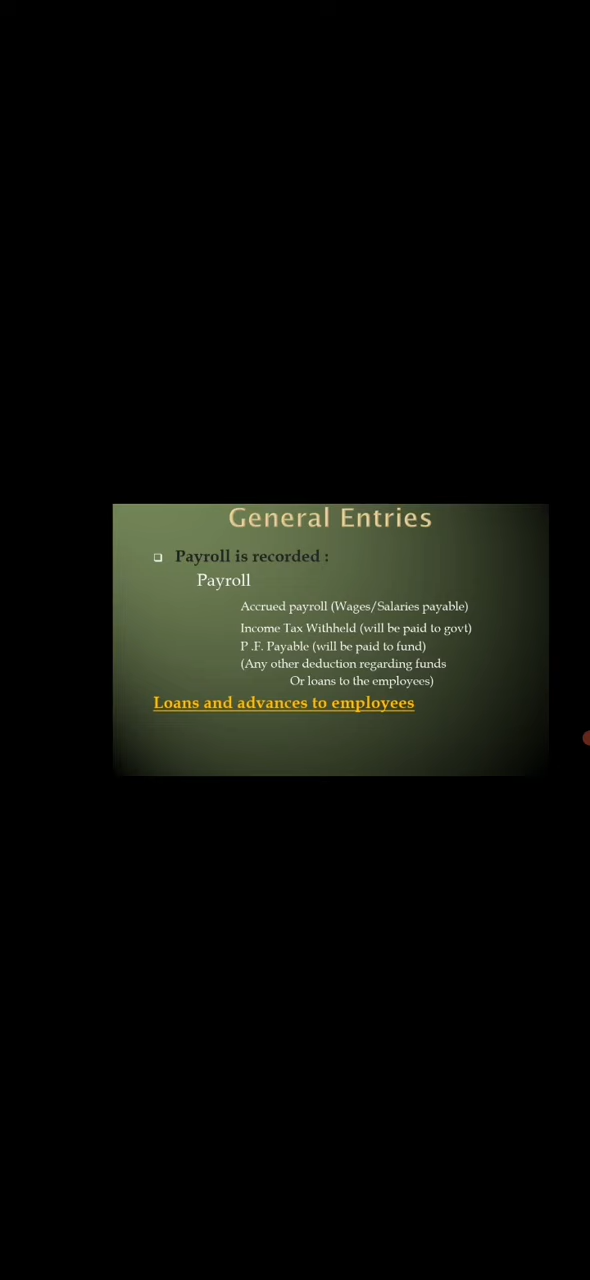 General Entries
Payroll is recorded :
Payroll
Accrued payroll (Wages/Salaries payable)
Income Tax Withheld (will be paid to govt)
P .F. Payable (will be paid to fund)
(Any other deduction regarding funds
Or loans to the employees)
Loans and advances to employees